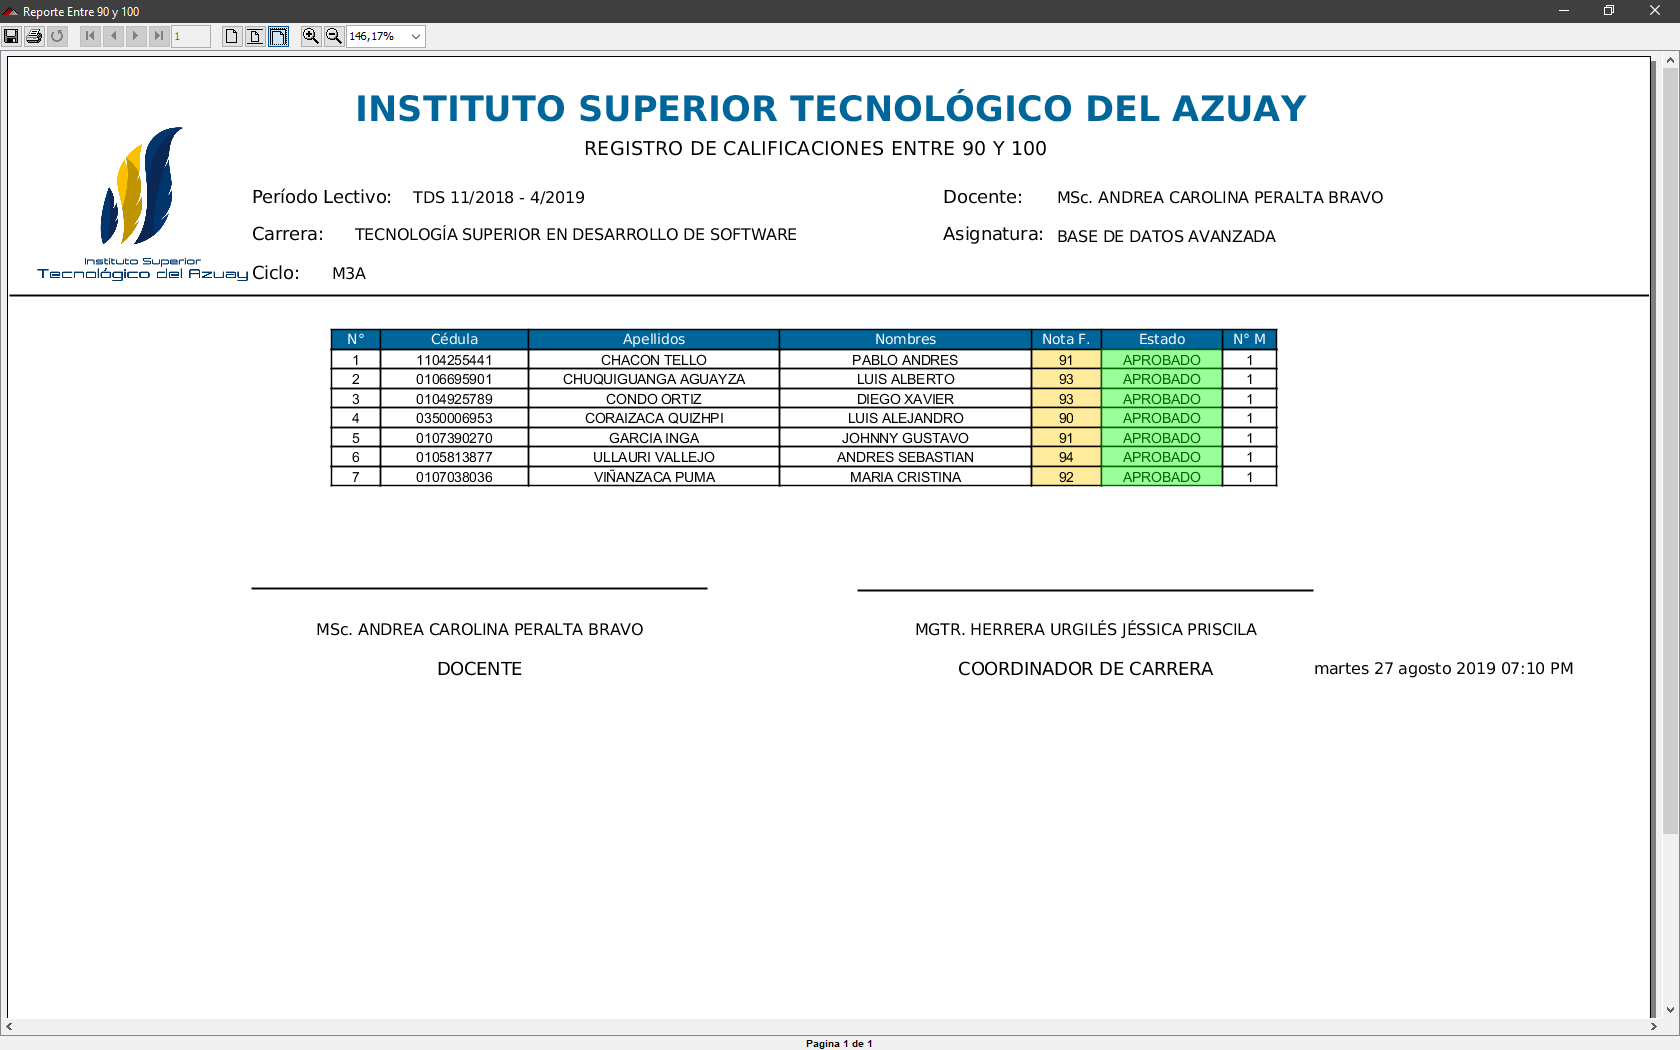 Reporte Entre 90 y 100
1
146,17%
INSTITUTO SUPERIOR TECNOLÓGICO DEL AZUAY
REGISTRO DE CALIFICACIONES ENTRE 90 Y 100
Período Lectivo: TDS 11/2018 - 4/2019 Docente: MSc. ANDREA CAROLINA PERALTA BRAVO
Carrera: TECNOLOGÍA SUPERIOR EN DESARROLLO DE SOFTWARE Asignatura: BASE DE DATOS AVANZADA
Instituto Superior
Tecnológico del Azuay
Ciclo: M3A
N° Cédula Apellidos Nombres Nota F. Estado N° M
1 1104255441 CHACON TELLO PABLO ANDRES 91 APROBADO 1
2 0106695901 CHUQUIGUANGA AGUAYZA LUIS ALBERTO 93 APROBADO 1
3 0104925789 CONDO ORTIZ DIEGO XAVIER 93 APROBADO 1
4 0350006953 CORAIZACA QUIZHPI LUIS ALEJANDRO 90 APROBADO 1
5 0107390270 GARCIA INGA JOHNNY GUSTAVO 91 APROBADO 1
6 0105813877 ULLAURI VALLEJO ANDRES SEBASTIAN 94 APROBADO 1
7 0107038036 VIÑANZACA PUMA MARIA CRISTINA 92 APROBADO 1
MSc. ANDREA CAROLINA PERALTA BRAVO MGTR. HERRERA URGILÉS JÉSSICA PRISCILA
DOCENTE COORDINADOR DE CARRERA martes 27 agosto 2019 07:10 PM
Pagina 1 de 1